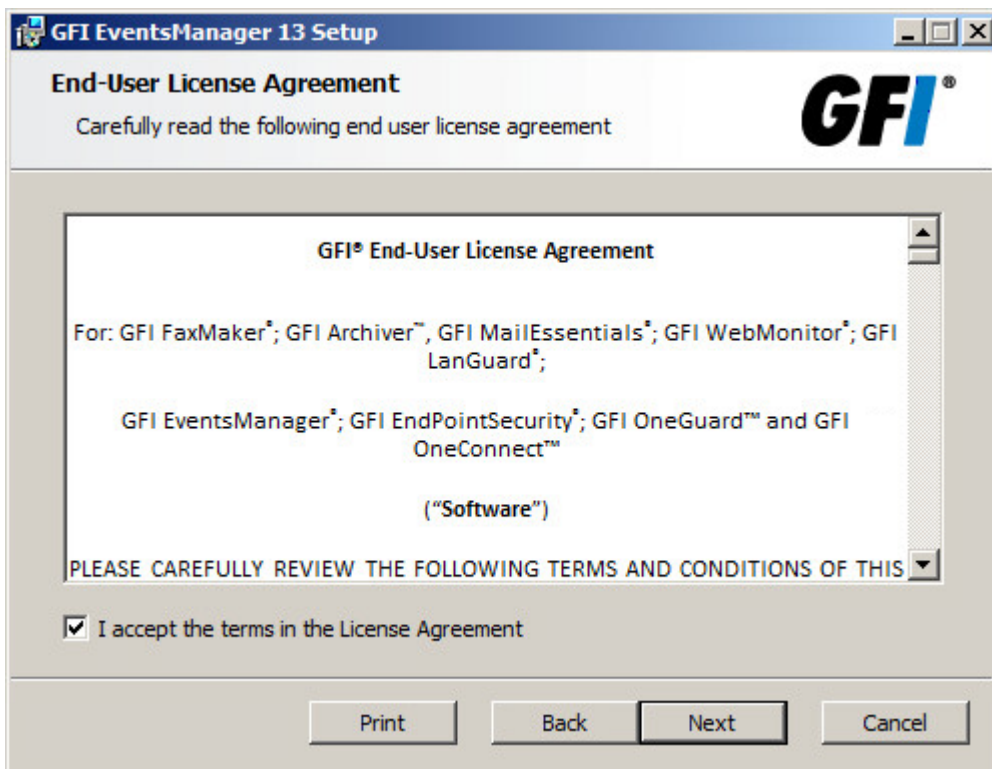 GFI EventsManager 13 Setup
End-User License Agreement
Carefully read the following end user license agreement
GFI®
GFI® End-User License Agreement
For: GFI FaxMaker®; GFI Archiver™, GFI MailEssentials®; GFI WebMonitor®; GFI
LanGuard®;
GFI EventsManager®; GFI EndPointSecurity®; GFI OneGuard™ and GFI
OneConnect™
(“Software”)
PLEASE CAREFULLY REVIEW THE FOLLOWING TERMS AND CONDITIONS OF THIS
I accept the terms in the License Agreement
Print Back Next Cancel